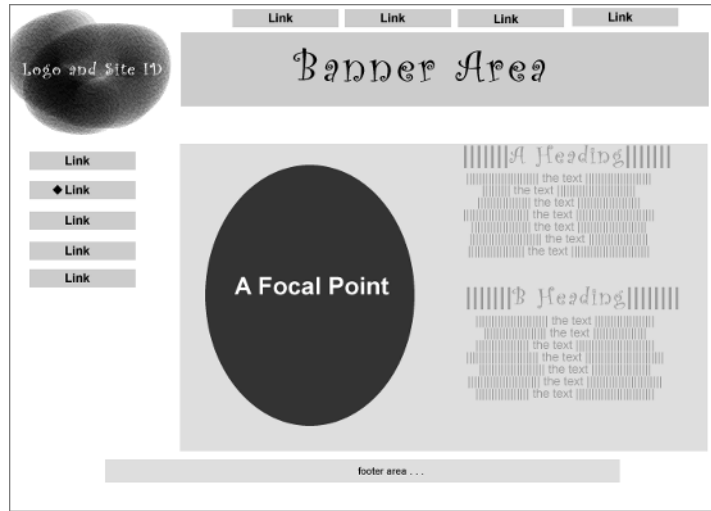 Link Link Link Link
Logo and Site ID
Banner Area
Link
◆Link
Link
Link
Link
A Focal Point
||||||||A Heading||||||||
|||||||||||||||||||||||| the text ||||||||||||||||||||||
||||||||| the text ||||||||||||||||||||||||||
||||||||||||||||| the text |||||||||||||||||
|||||||||||||||||||||| the text ||||||||||||||||||||||
||||||||||||||||||| the text |||||||||||||||||||
|||||||||||||||||||||| the text ||||||||||||||||||||
||||||||||||||||||||||| the text |||||||||||||||||||
||||||||B Heading|||||||||
|||||||||||||||||||||||| the text ||||||||||||||||||||||
|||||||||||||||| the text |||||||||||||||||||||
|||||||||||||||||| the text ||||||||||||||||||||||
||||||||||||||||||||||| the text ||||||||||||||||||||||||||
||||||||||||||||||| the text |||||||||||||||||||
|||||||||||||||||||||| the text |||||||||||||||||||||||
||||||||||||||||||| the text ||||||||||||||||||||||
footer area . . .